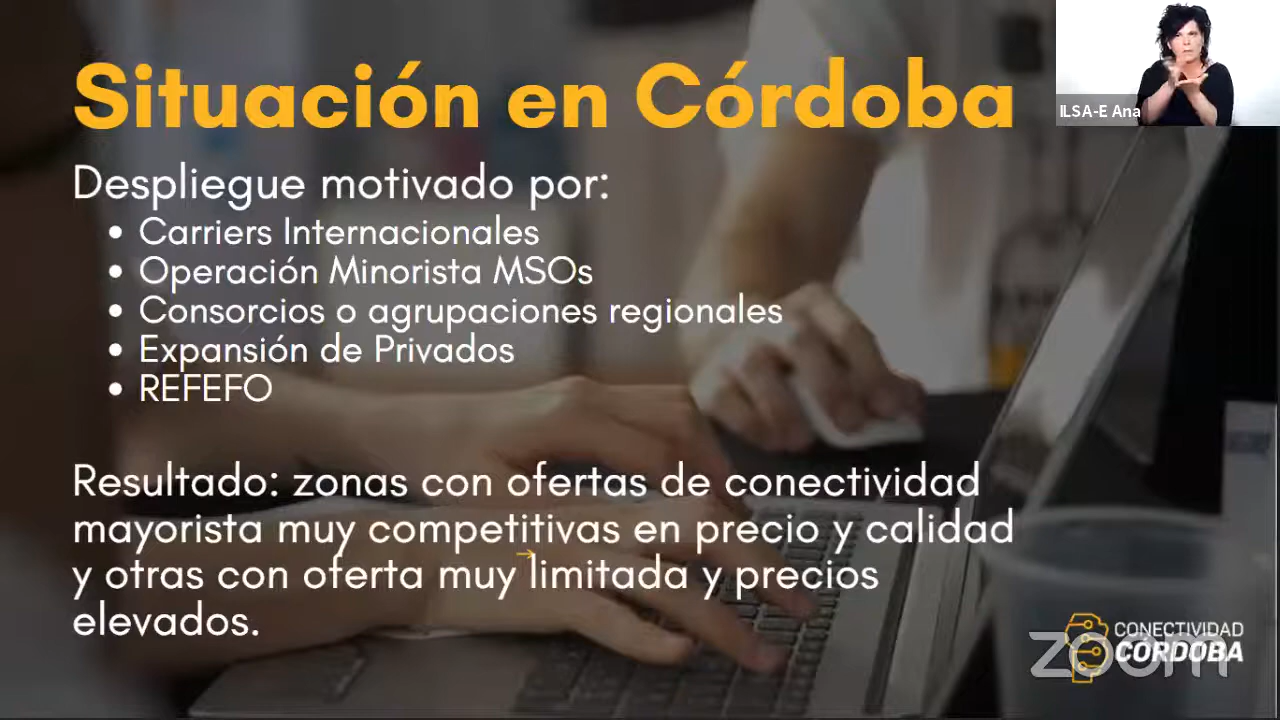 Situación en Córdoba
ILSA-E Ana
Despliegue motivado por:
• Carriers Internacionales
• Operación Minorista MSOs
• Consorcios o agrupaciones regionales
• Expansión de Privados
• REFEFO
Resultado: zonas con ofertas de conectividad
mayorista muy competitivas en precio y calidad
y otras con oferta muy limitada y precios
elevados.
CONECTIVIDAD
CÓRDOBA
zoom